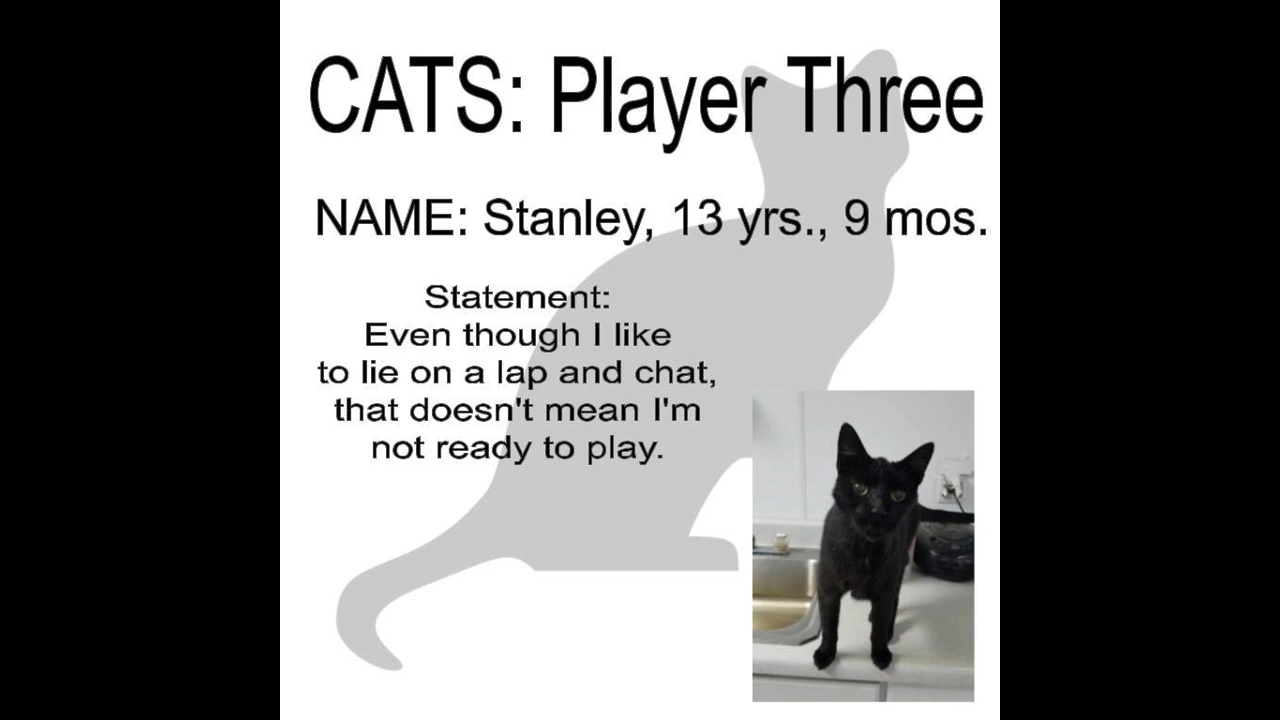 CATS: Player Three
NAME: Stanley, 13 yrs., 9 mos.
Statement:
Even though I like
to lie on a lap and chat,
that doesn't mean I'm
not ready to play.